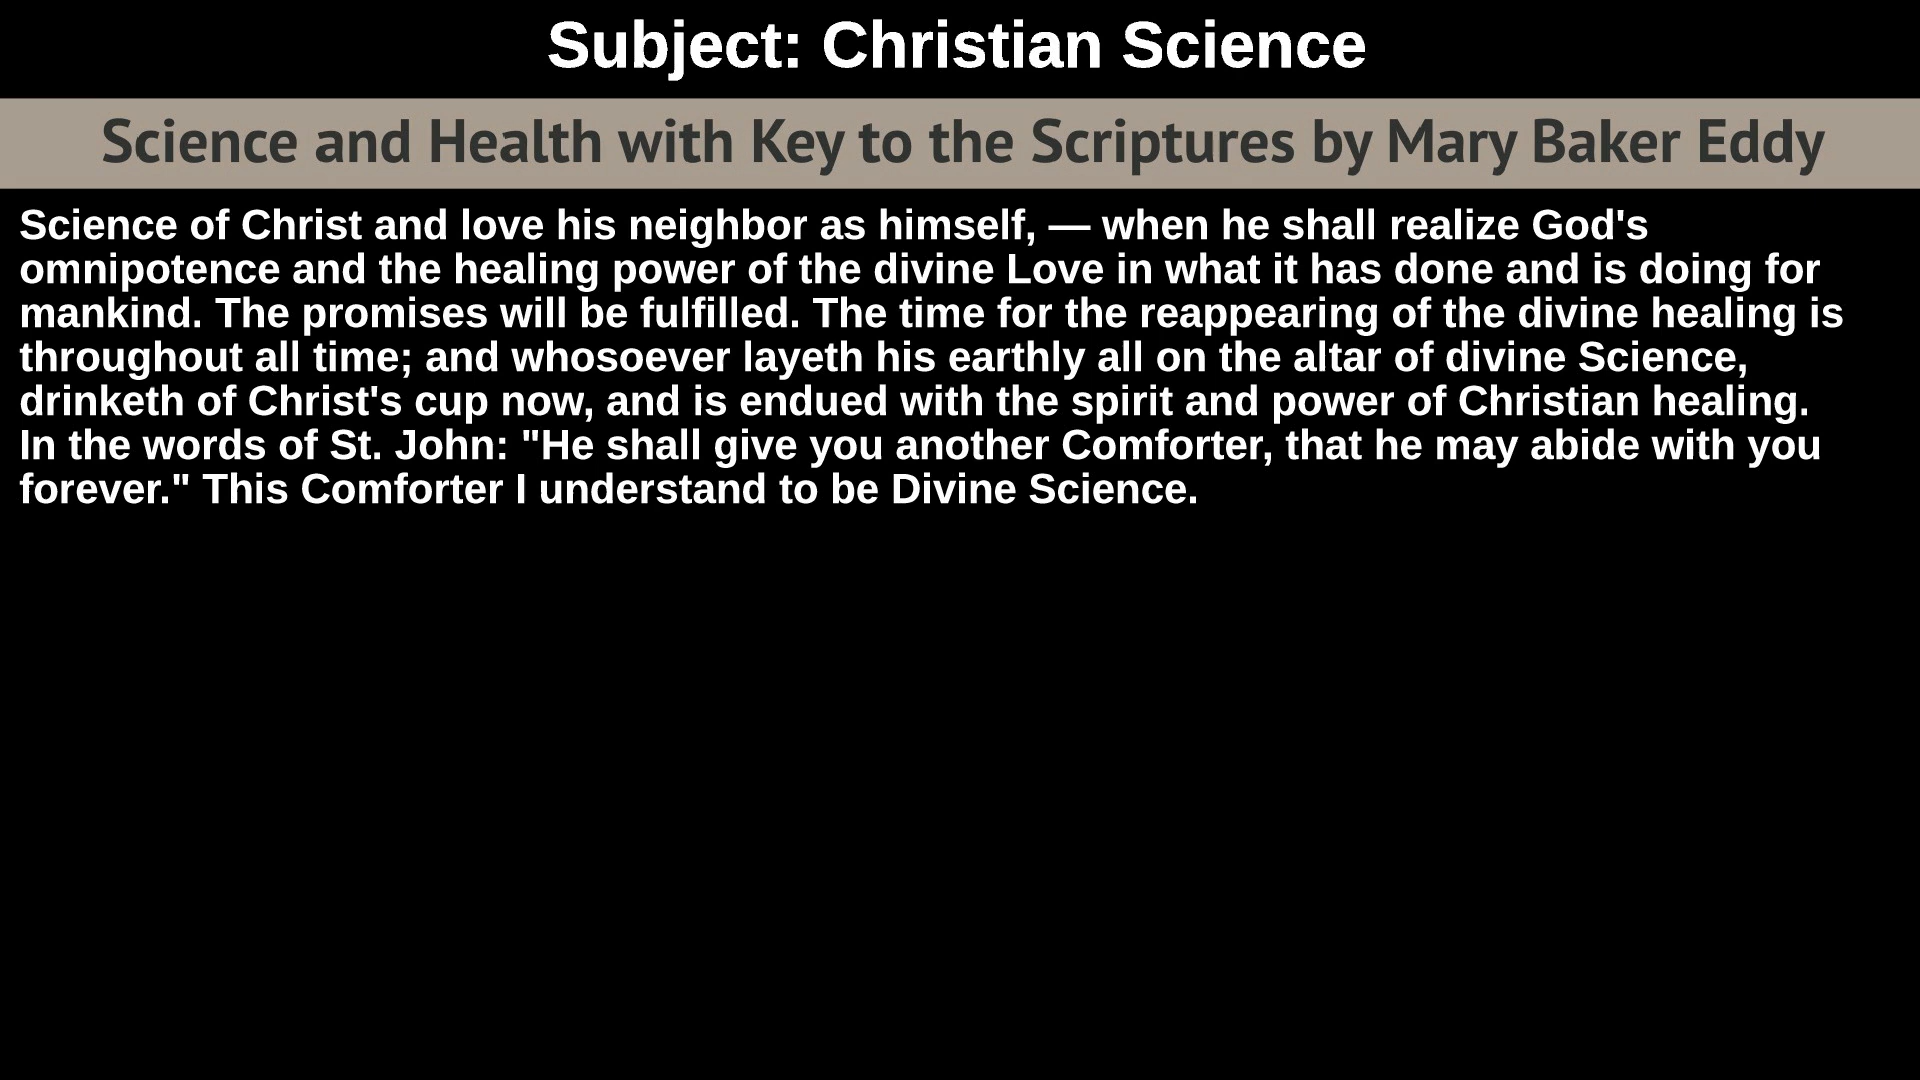 Subject: Christian Science
Science and Health with Key to the Scriptures by Mary Baker Eddy
Science of Christ and love his neighbor as himself, — when he shall realize God's
omnipotence and the healing power of the divine Love in what it has done and is doing for
mankind. The promises will be fulfilled. The time for the reappearing of the divine healing is
throughout all time; and whosoever layeth his earthly all on the altar of divine Science,
drinketh of Christ's cup now, and is endued with the spirit and power of Christian healing.
In the words of St. John: "He shall give you another Comforter, that he may abide with you
forever." This Comforter I understand to be Divine Science.